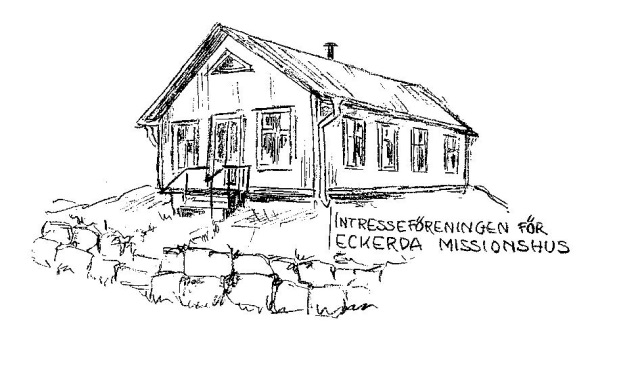 INTRESSEFÖRENINGEN FÖR
ECKERDA MISSIONSHUS